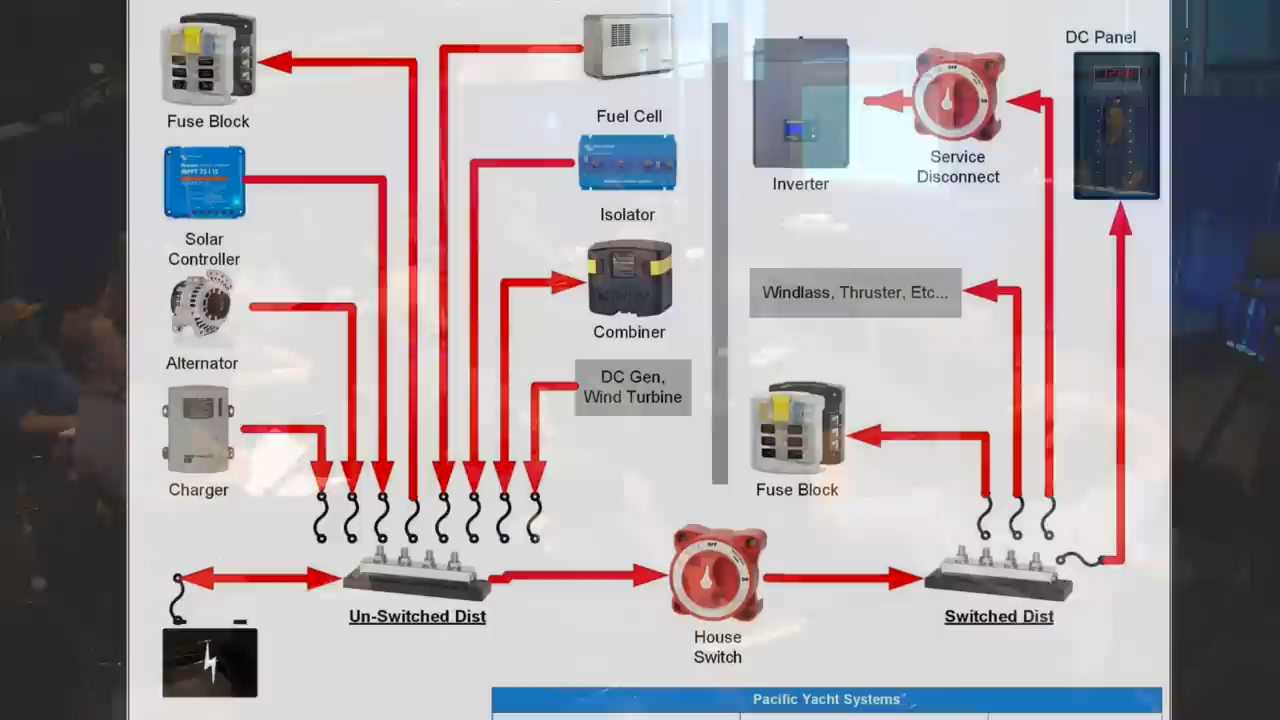 Fuse Block
Solar
Controller
Alternator
Charger
Fuel Cell
Isolator
Combiner
DC Gen,
Wind Turbine
Inverter
Service
Disconnect
DC Panel
Windlass, Thruster, Etc...
Fuse Block
Un-Switched Dist
House
Switch
Switched Dist
Pacific Yacht Systems